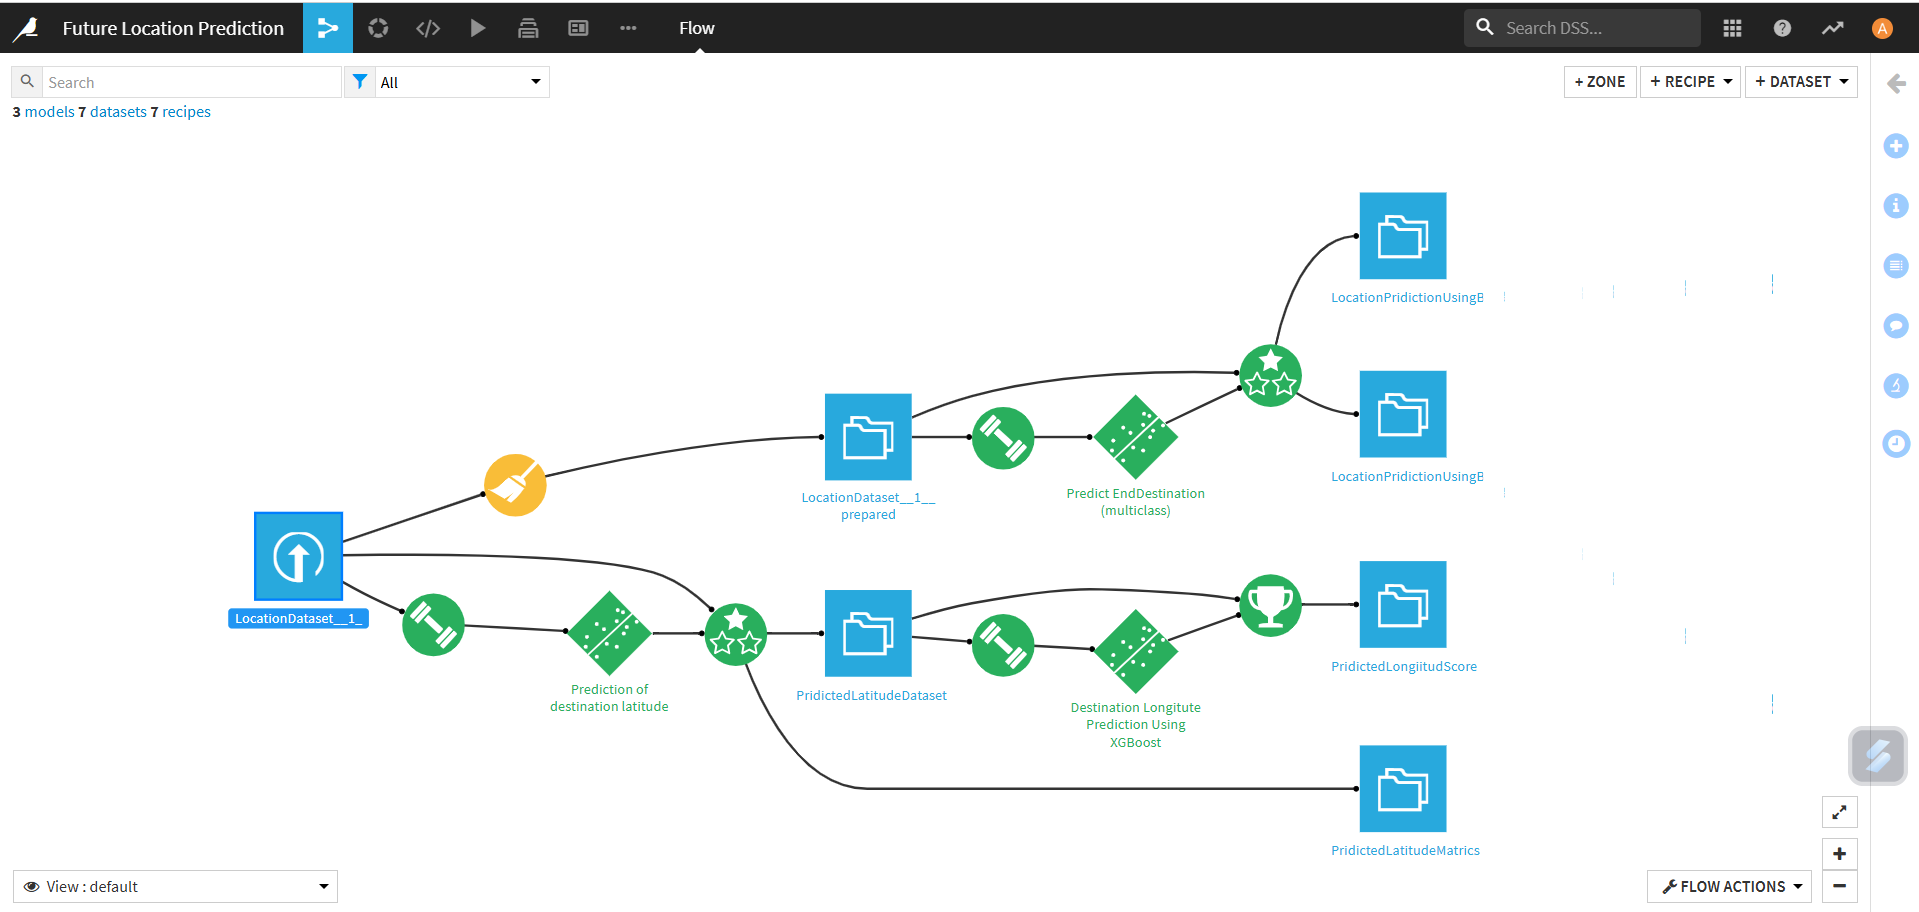 Future Location Prediction
Flow
Search DSS...
A
Search
All
+ ZONE
+ RECIPE
+ DATASET
3 models 7 datasets 7 recipes
LocationPridictionUsingB
LocationPridictionUsingB
LocationDataset__1__
prepared
Predict EndDestination
(multiclass)
LocationDataset__1_
Prediction of
destination latitude
PridictedLatitudeDataset
Destination Longitute
Prediction Using
XGBoost
PridictedLongiitudScore
PridictedLatitudeMatrics
View : default
FLOW ACTIONS